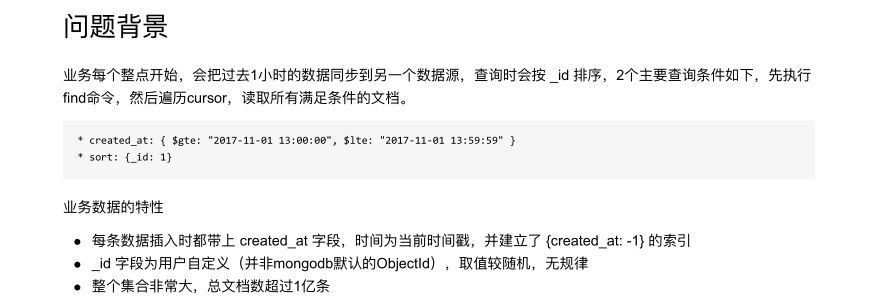 问题背景
业务每个整点开始，会把过去1小时的数据同步到另一个数据源，查询时会按 _id 排序，2个主要查询条件如下，先执行
find命令，然后遍历cursor，读取所有满足条件的文档。
* created_at: { $gte: "2017-11-01 13:00:00", $lte: "2017-11-01 13:59:59" }
* sort: {_id: 1}
业务数据的特性
● 每条数据插入时都带上 created_at 字段，时间为当前时间戳，并建立了 {created_at: -1} 的索引
● _id 字段为用户自定义（并非mongodb默认的ObjectId），取值较随机，无规律
● 整个集合非常大，总文档数超过1亿条